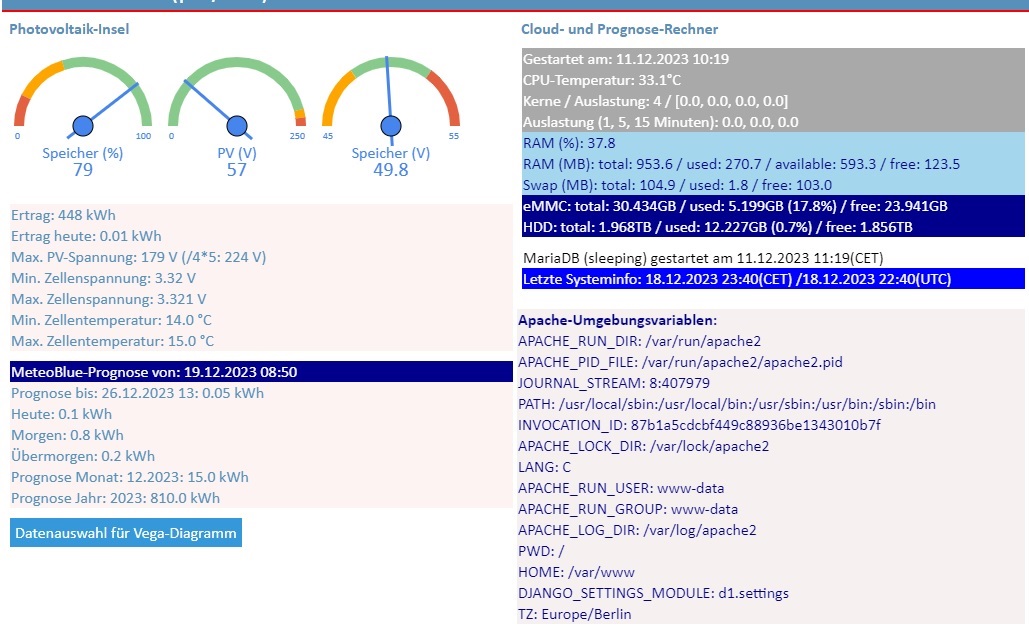 Photovoltaik-Insel
0
100
Speicher (%)
79
0
250
PV (V)
57
45
55
Speicher (V)
49.8
Ertrag: 448 kWh
Ertrag heute: 0.01 kWh
Max. PV-Spannung: 179 V (/4*5: 224 V)
Min. Zellenspannung: 3.32 V
Max. Zellenspannung: 3.321 V
Min. Zellentemperatur: 14.0 °C
Max. Zellentemperatur: 15.0 °C
MeteoBlue-Prognose von: 19.12.2023 08:50
Prognose bis: 26.12.2023 13: 0.05 kWh
Heute: 0.1 kWh
Morgen: 0.8 kWh
Übermorgen: 0.2 kWh
Prognose Monat: 12.2023: 15.0 kWh
Prognose Jahr: 2023: 810.0 kWh
Datenauswahl für Vega-Diagramm
Cloud- und Prognose-Rechner
Gestartet am: 11.12.2023 10:19
CPU-Temperatur: 33.1°C
Kerne / Auslastung: 4 / [0.0, 0.0, 0.0, 0.0]
Auslastung (1, 5, 15 Minuten): 0.0, 0.0, 0.0
RAM (%): 37.8
RAM (MB): total: 953.6 / used: 270.7 / available: 593.3 / free: 123.5
Swap (MB): total: 104.9 / used: 1.8 / free: 103.0
eMMC: total: 30.434GB / used: 5.199GB (17.8%) / free: 23.941GB
HDD: total: 1.968TB / used: 12.227GB (0.7%) / free: 1.856TB
MariaDB (sleeping) gestartet am 11.12.2023 11:19(CET)
Letzte Systeminfo: 18.12.2023 23:40(CET) /18.12.2023 22:40(UTC)
Apache-Umgebungsvariablen:
APACHE_RUN_DIR: /var/run/apache2
APACHE_PID_FILE: /var/run/apache2/apache2.pid
JOURNAL_STREAM: 8:407979
PATH: /usr/local/sbin:/usr/local/bin:/usr/sbin:/usr/bin:/sbin:/bin
INVOCATION_ID: 87b1a5cdcbf449c88936be1343010b7f
APACHE_LOCK_DIR: /var/lock/apache2
LANG: C
APACHE_RUN_USER: www-data
APACHE_RUN_GROUP: www-data
APACHE_LOG_DIR: /var/log/apache2
PWD: /
HOME: /var/www
DJANGO_SETTINGS_MODULE: d1.settings
TZ: Europe/Berlin